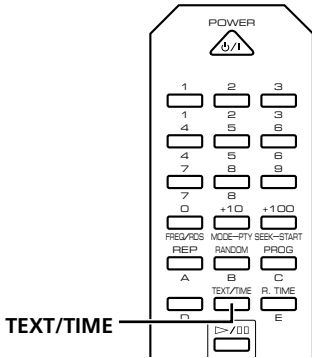 POWER
⏻/I
1 2 3
1 2 3
4 5 6
4 5 6
7 8 9
7 8
0 +10 +100
FREQ/RDS MODE–PTY SEEK–START
REP RANDOM PROG
A B C
TEXT/TIME R. TIME
TEXT/TIME
D E
▷/▯▯